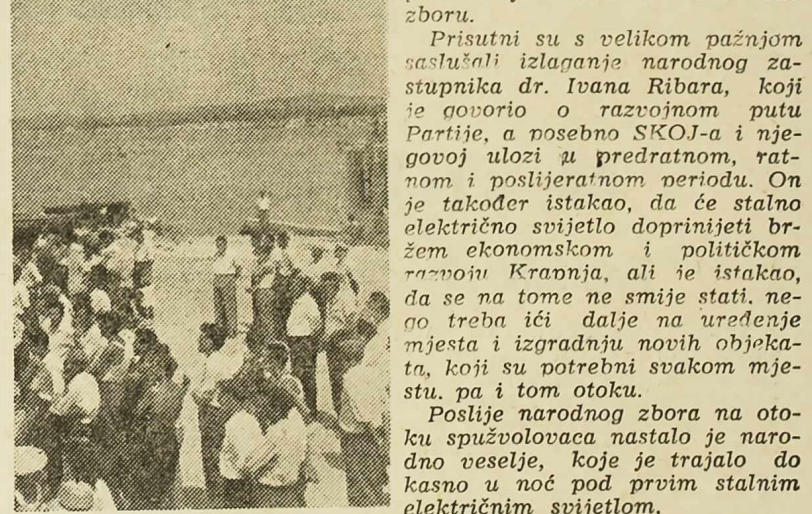 zboru.
Prisutni su s velikom pažnjom
saslušali izlaganje narodnog za-
stupnika dr. Ivana Ribara, koji
je govorio o razvojnom putu
Partije, a posebno SKOJ-a i nje-
govoj ulozi u predratnom, rat-
nom i poslijeratnom periodu. On
je također istakao, da će stalno
električno svijetlo doprinijeti br-
žem ekonomskom i političkom
razvoju Krapnja, ali je istakao,
da se na tome ne smije stati. ne-
go treba ići dalje na uređenje
mjesta i izgradnju novih objeka-
ta, koji su potrebni svakom mje-
stu. pa i tom otoku.
Poslije narodnog zbora na oto-
ku spužvolovaca nastalo je naro-
dno veselje, koje je trajalo do
kasno u noć pod prvim stalnim
električnim svijetlom.